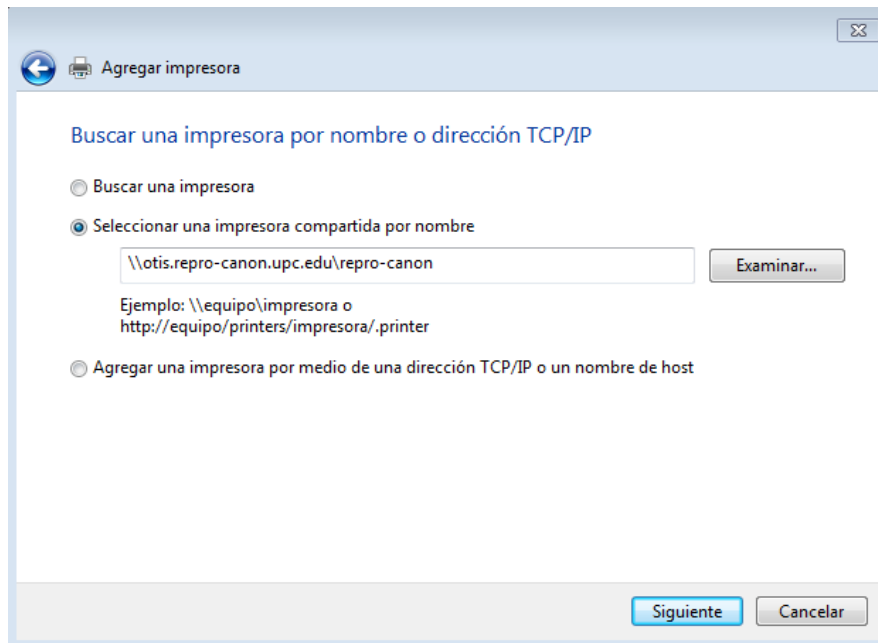 Agregar impresora
Buscar una impresora por nombre o dirección TCP/IP
Buscar una impresora
Seleccionar una impresora compartida por nombre
\\otis.repro-canon.upc.edu\repro-canon
Examinar...
Ejemplo: \\equipo\impresora o
http://equipo/printers/impresora/.printer
Agregar una impresora por medio de una dirección TCP/IP o un nombre de host
Siguiente
Cancelar